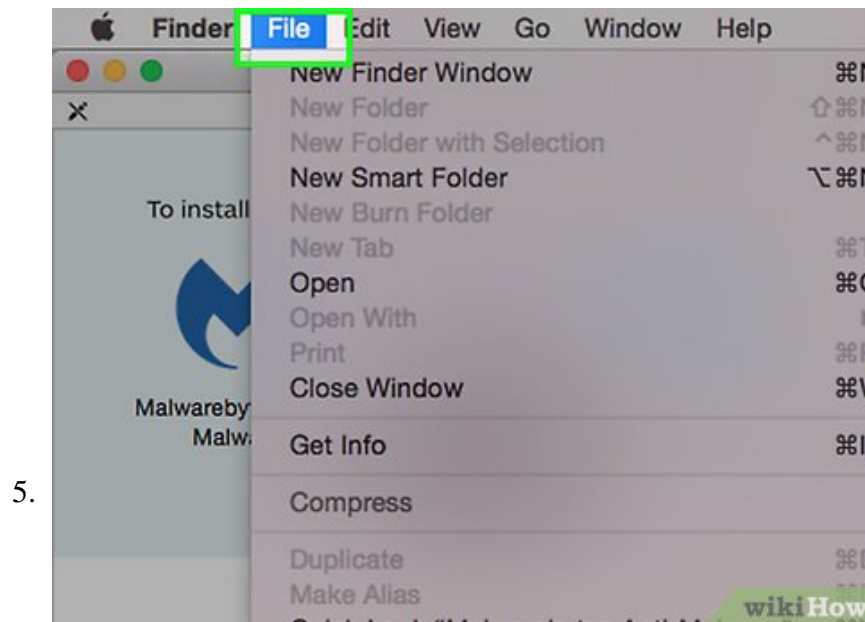 Finder File Edit View Go Window Help
New Finder Window ⌘N
New Folder ⇧⌘N
New Folder with Selection ^⌘N
To install
New Smart Folder ⌥⌘N
New Burn Folder
New Tab ⌘T
Open ⌘O
Open With
Print ⌘P
Close Window ⌘W
Malwareby
Malwa
Get Info ⌘I
5.
Compress
Duplicate ⌘D
Make Alias
wikiHow